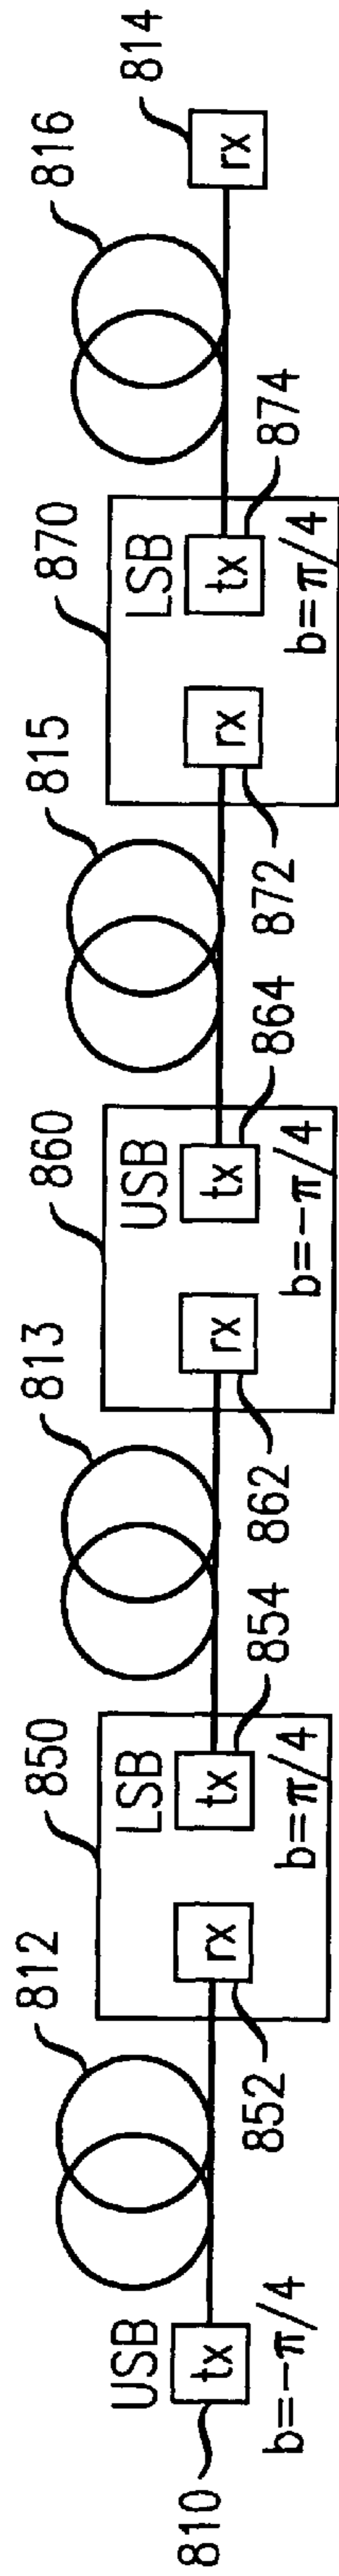 810
USB
tx
b=-π/4
812
850
852
rx
LSB
tx
854
b=π/4
813
860
862
rx
USB
tx
864
b=-π/4
815
870
872
rx
LSB
tx
874
b=π/4
816
814
rx